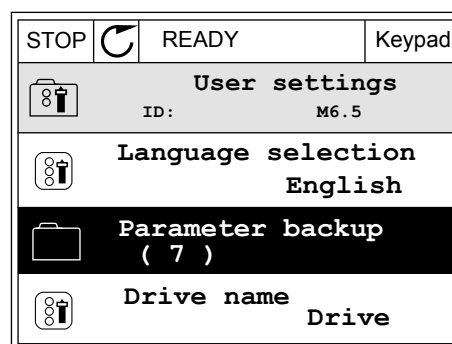 STOP READY Keypad
User settings
ID: M6.5
Language selection
English
Parameter backup
( 7 )
Drive name
Drive